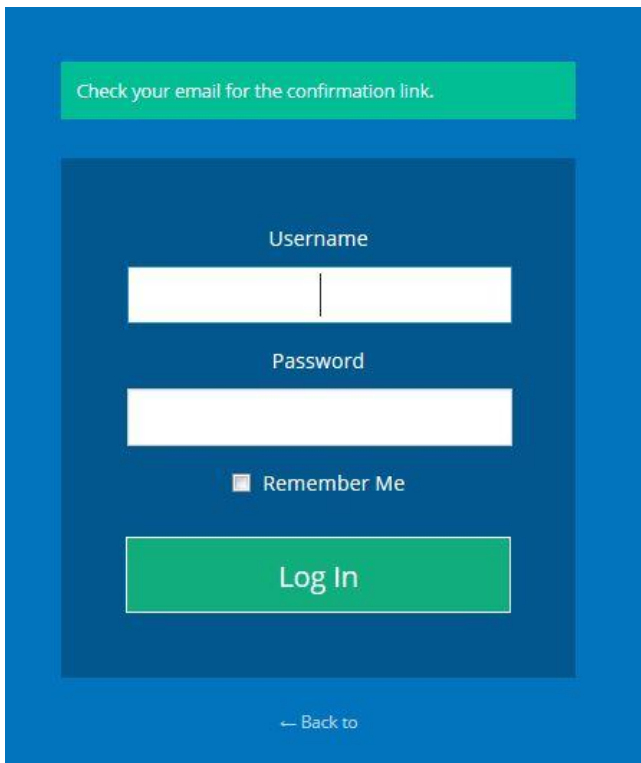 Check your email for the confirmation link.
Username
Password
Remember Me
Log In
← Back to